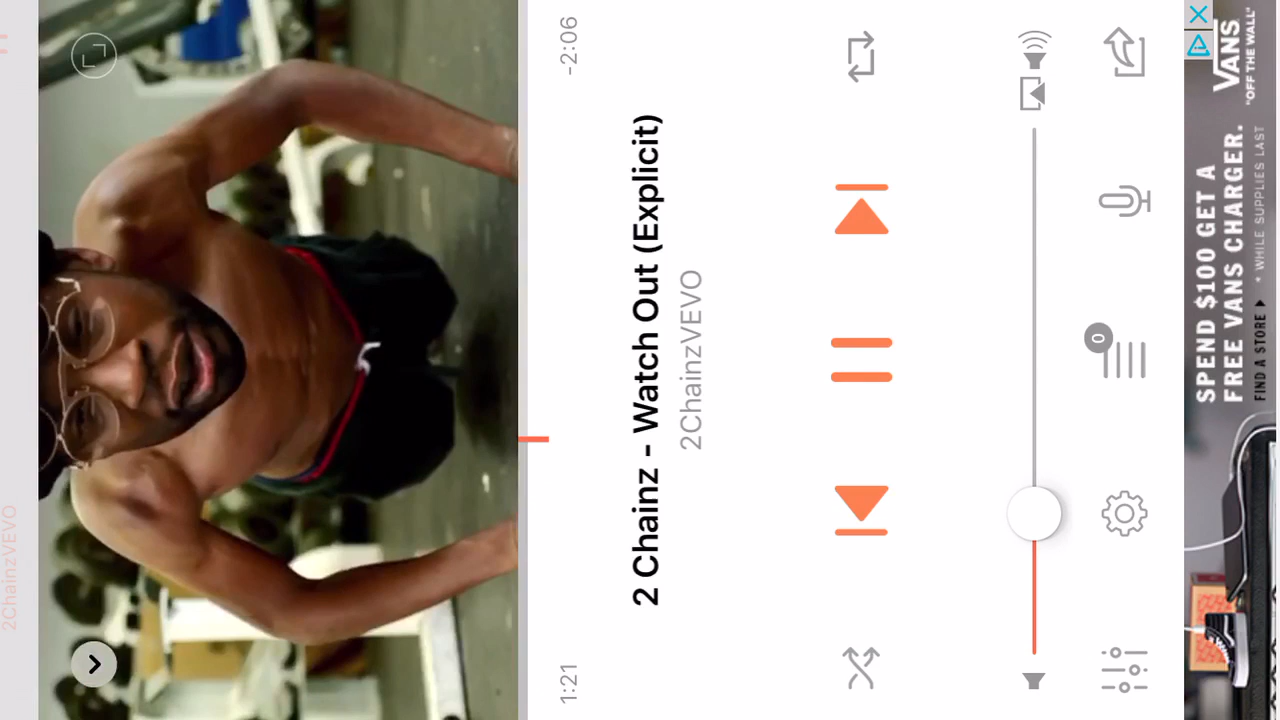 2ChainzVEVO
1:21
-2:06
2 Chainz - Watch Out (Explicit)
2ChainzVEVO
0
SPEND $100 GET A
FREE VANS CHARGER.
FIND A STORE ▶ * WHILE SUPPLIES LAST
VANS
"OFF THE WALL"